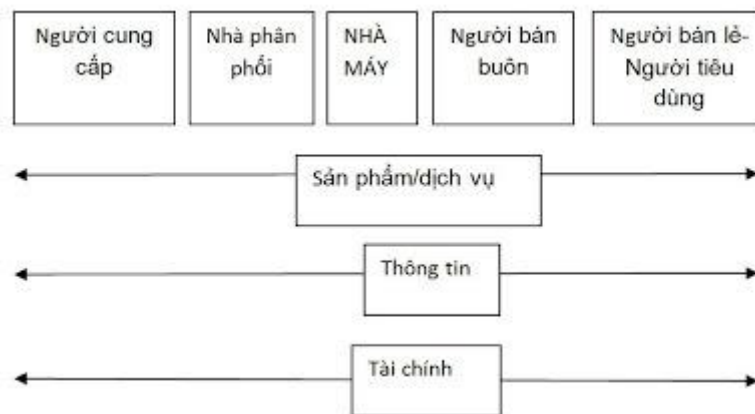 Người cung
cấp
Nhà phân
phối
NHÀ
MÁY
Người bán
buôn
Người bán lẻ-
Người tiêu
dùng
Sản phẩm/dịch vụ
Thông tin
Tài chính